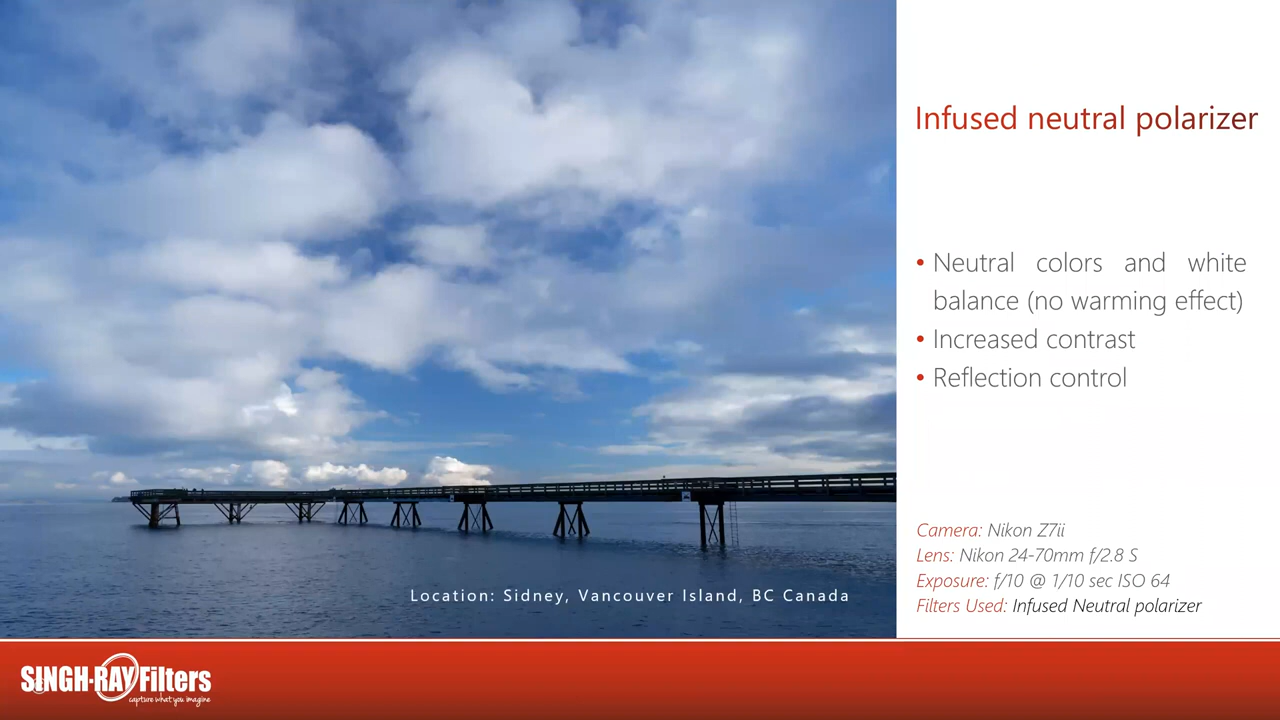 Infused neutral polarizer
• Neutral colors and white
balance (no warming effect)
• Increased contrast
• Reflection control
Camera: Nikon Z7ii
Lens: Nikon 24-70mm f/2.8 S
Exposure: f/10 @ 1/10 sec ISO 64
Filters Used: Infused Neutral polarizer
Location: Sidney, Vancouver Island, BC Canada
SINGH-RAY Filters
capture what you imagine